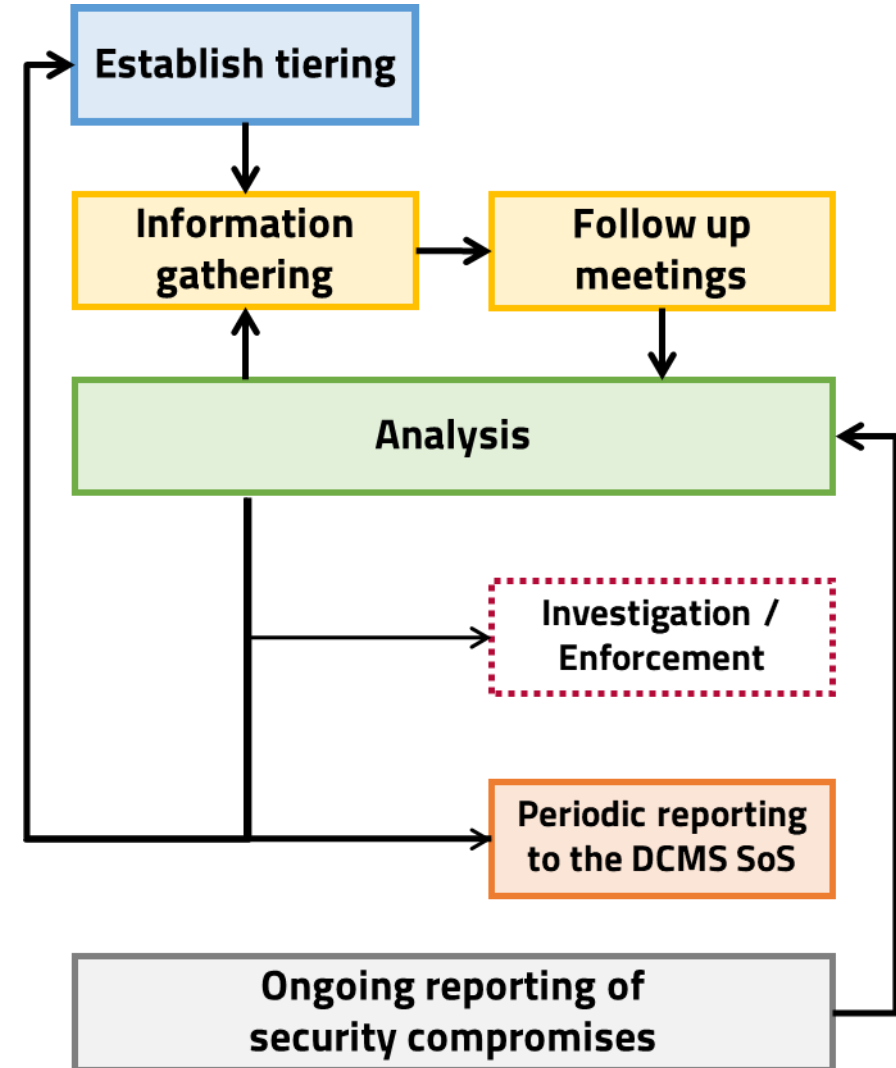 Establish tiering
Information
gathering
Follow up
meetings
Analysis
Investigation /
Enforcement
Periodic reporting
to the DCMS SoS
Ongoing reporting of
security compromises